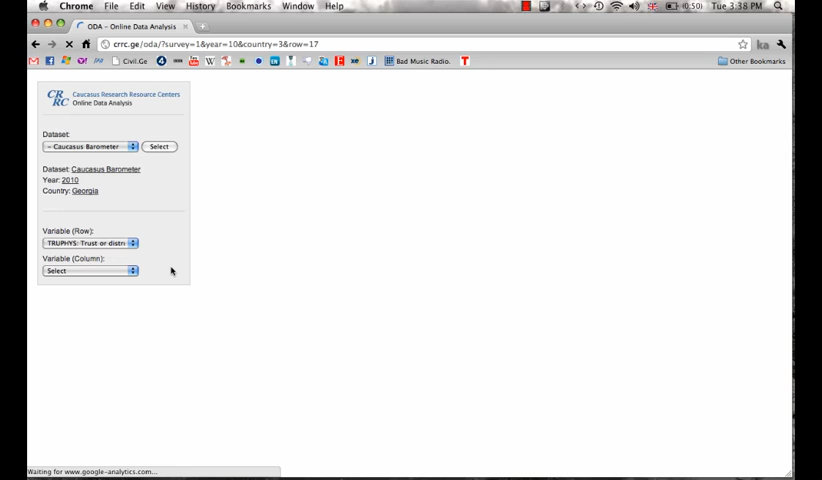 Chrome File Edit View History Bookmarks Window Help (0:50) Tue 3:38 PM
ODA – Online Data Analysis
crrc.ge/oda/?survey=1&year=10&country=3&row=17
Civil.Ge Bad Music Radio. Other Bookmarks
CRRC Caucasus Research Resource Centers
Online Data Analysis
Dataset:
– Caucasus Barometer Select
Dataset: Caucasus Barometer
Year: 2010
Country: Georgia
Variable (Row):
TRUPHYS: Trust or distr
Variable (Column):
Select
Waiting for www.google-analytics.com...